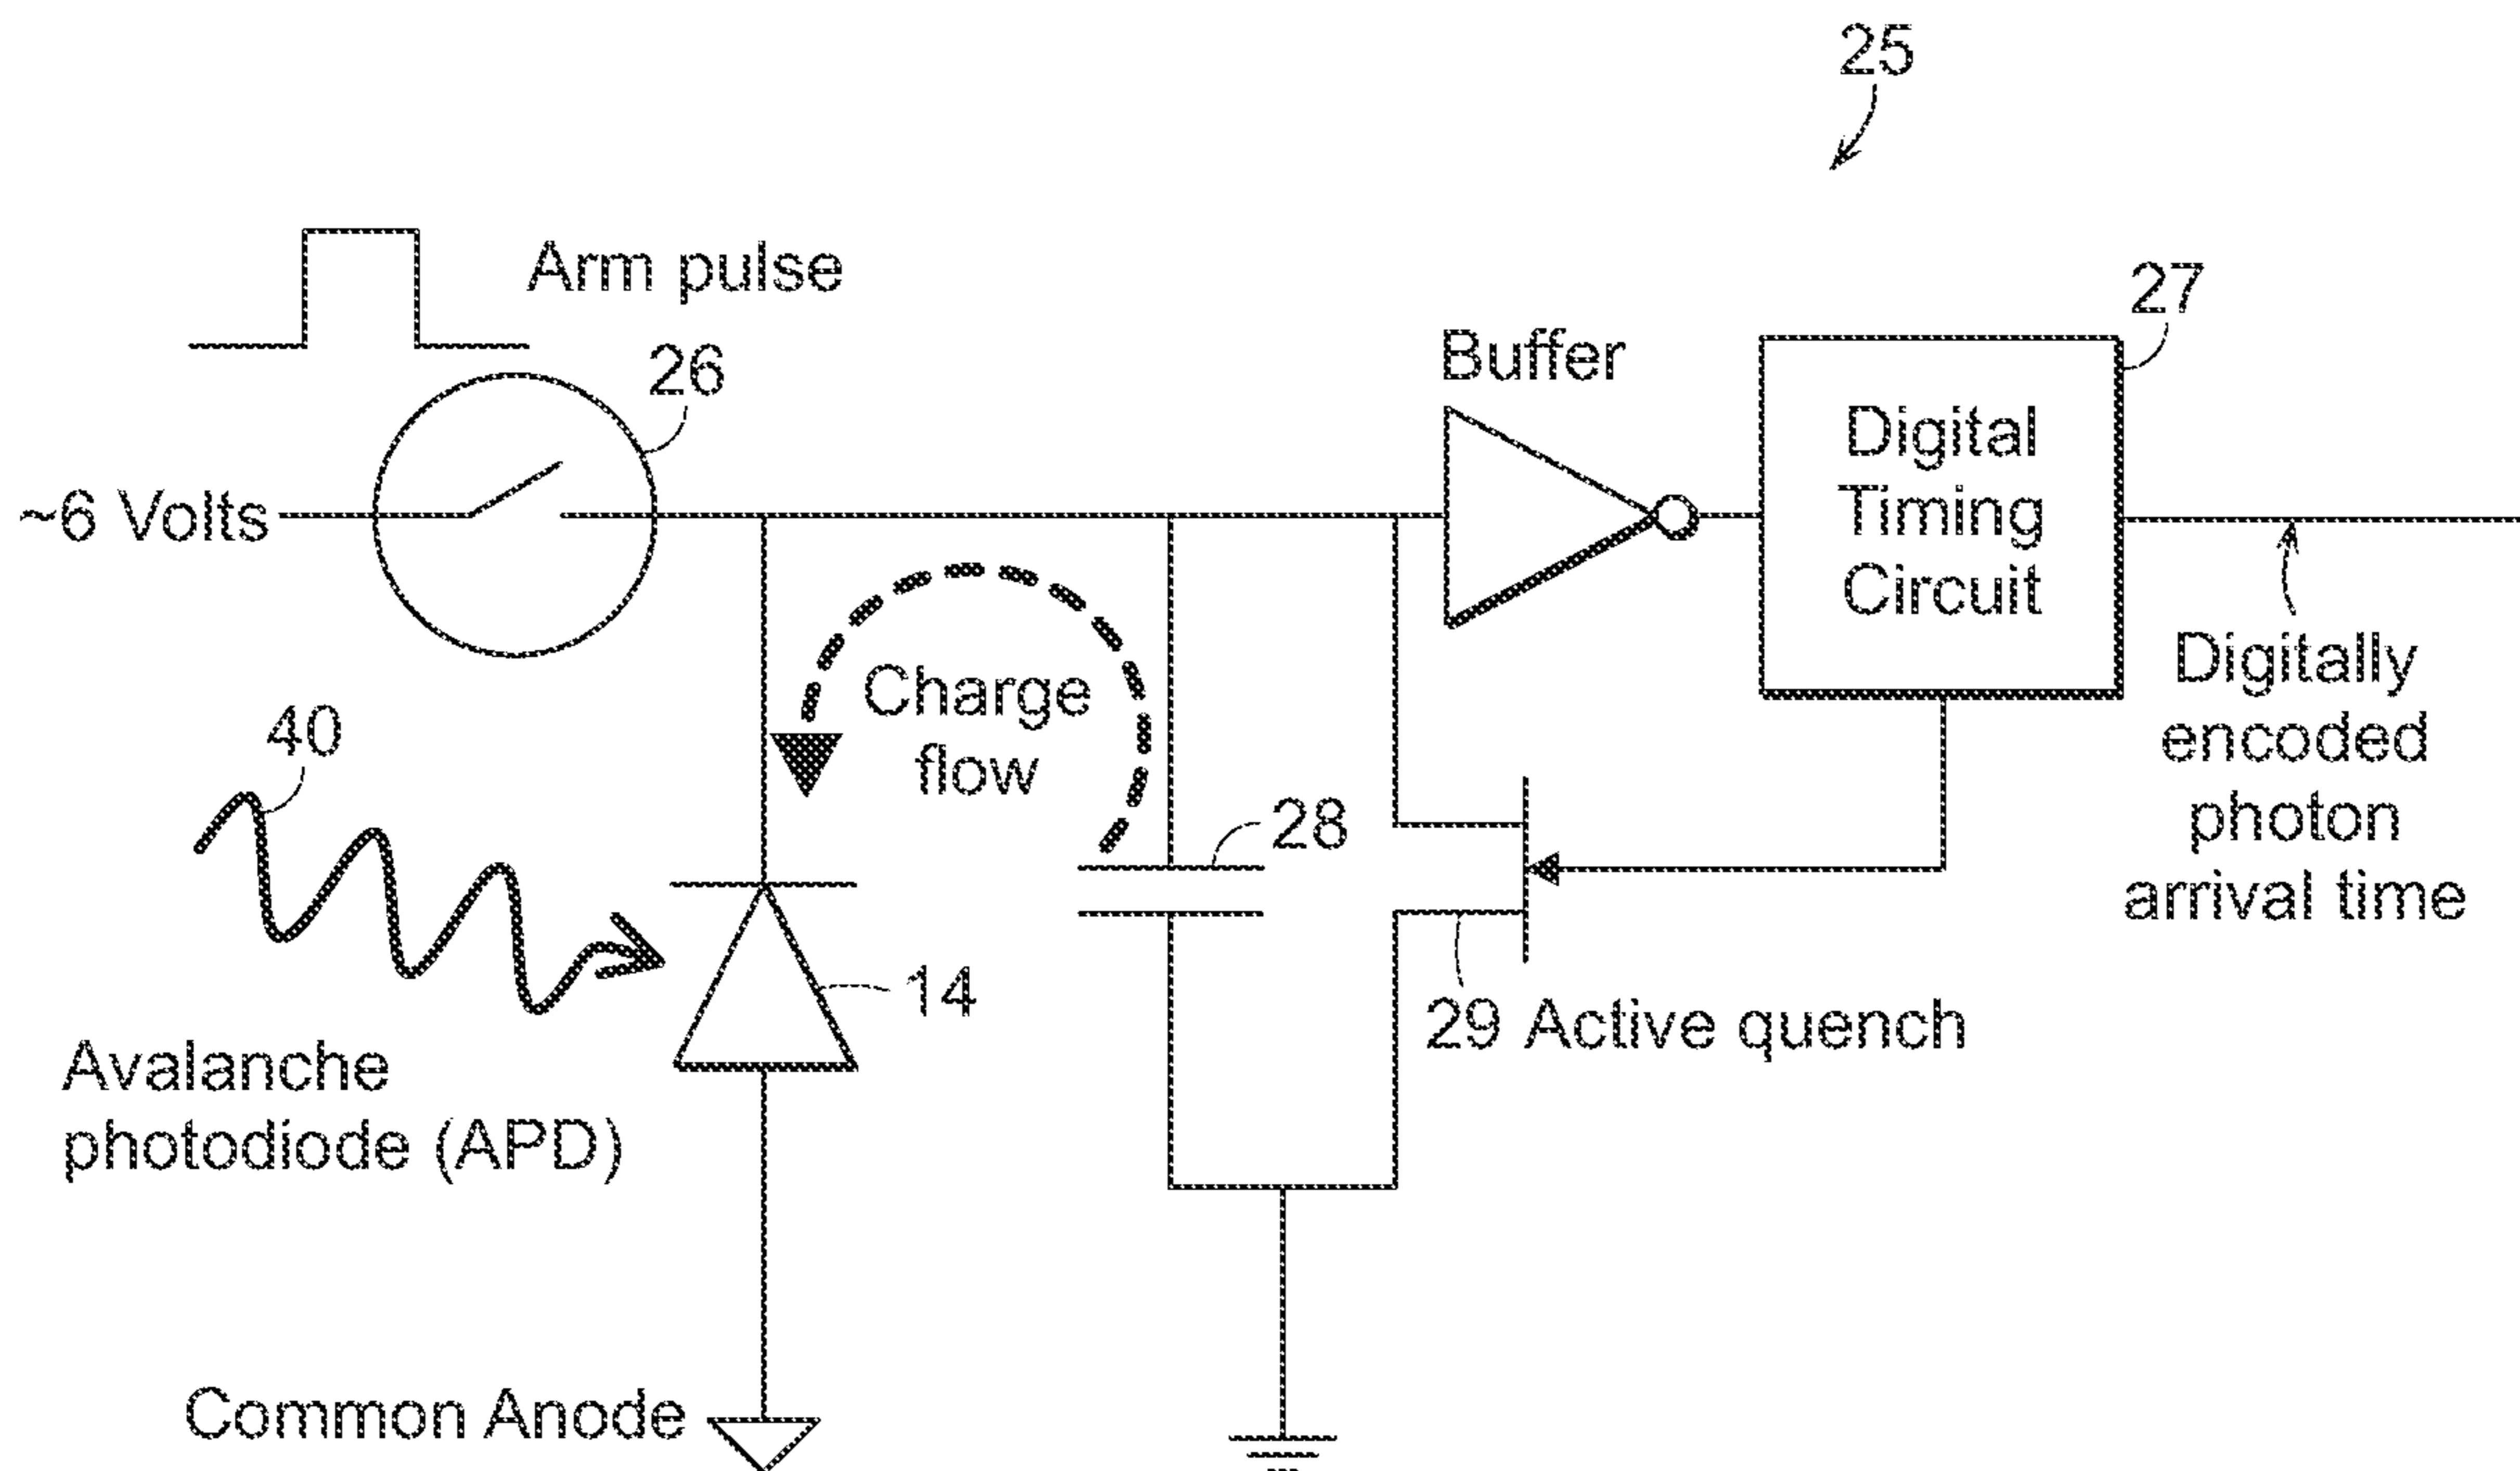 25
Arm pulse
26
27
Buffer
~6 Volts
Digital
Timing
Circuit
Charge
flow
Digitally
encoded
photon
arrival time
40
28
14
29 Active quench
Avalanche
photodiode (APD)
Common Anode